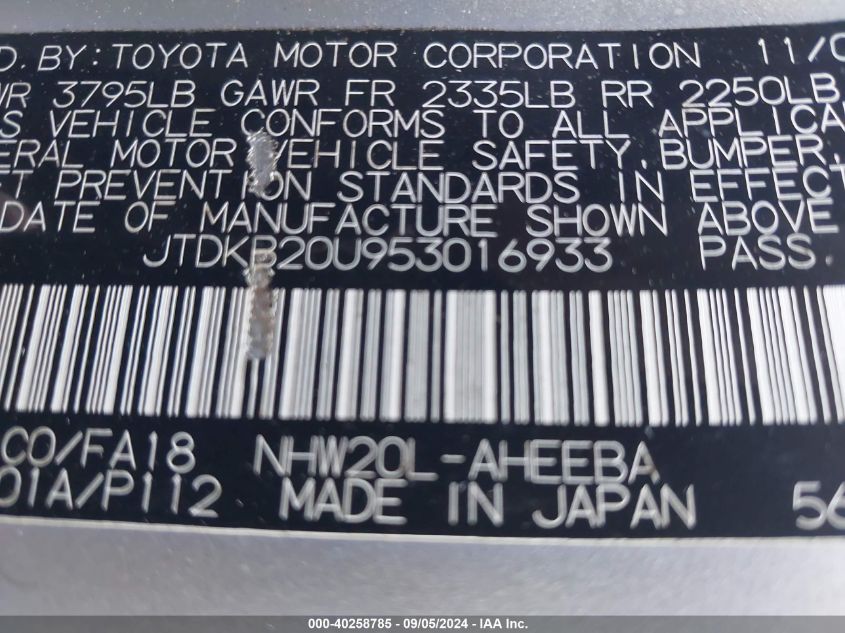 D. BY: TOYOTA MOTOR CORPORATION 11/0
WR 3795LB GAWR FR 2335LB RR 2250LB
S VEHICLE CONFORMS TO ALL APPLICA
ERAL MOTOR VEHICLE SAFETY, BUMPER,
T PREVENTION STANDARDS IN EFFECT
DATE OF MANUFACTURE SHOWN ABOVE
JTDKB20U953016933 PASS.
CO/FA18 NHW20L-AHEEBA
01A/P112 MADE IN JAPAN 56
000-40258785 - 09/05/2024 - IAAI.com